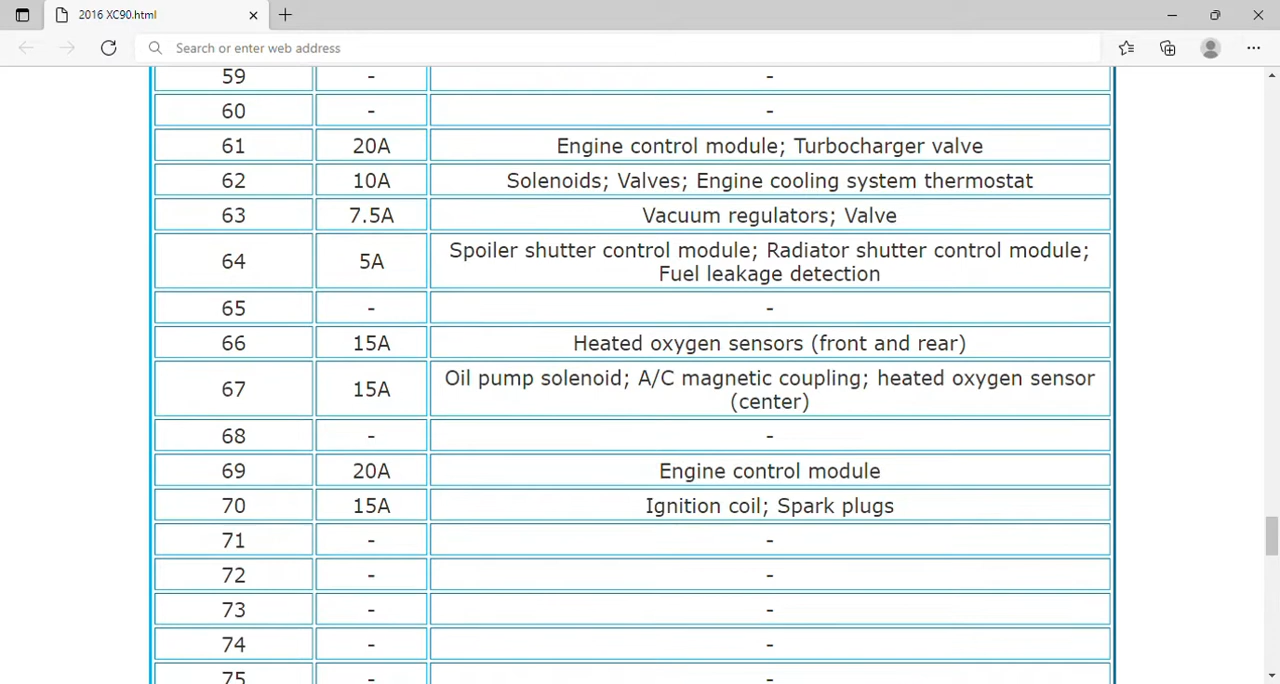 2016 XC90.html
Search or enter web address
59 - -
60 - -
61 20A Engine control module; Turbocharger valve
62 10A Solenoids; Valves; Engine cooling system thermostat
63 7.5A Vacuum regulators; Valve
64 5A Spoiler shutter control module; Radiator shutter control module;
Fuel leakage detection
65 - -
66 15A Heated oxygen sensors (front and rear)
67 15A Oil pump solenoid; A/C magnetic coupling; heated oxygen sensor
(center)
68 - -
69 20A Engine control module
70 15A Ignition coil; Spark plugs
71 - -
72 - -
73 - -
74 - -
75 - -